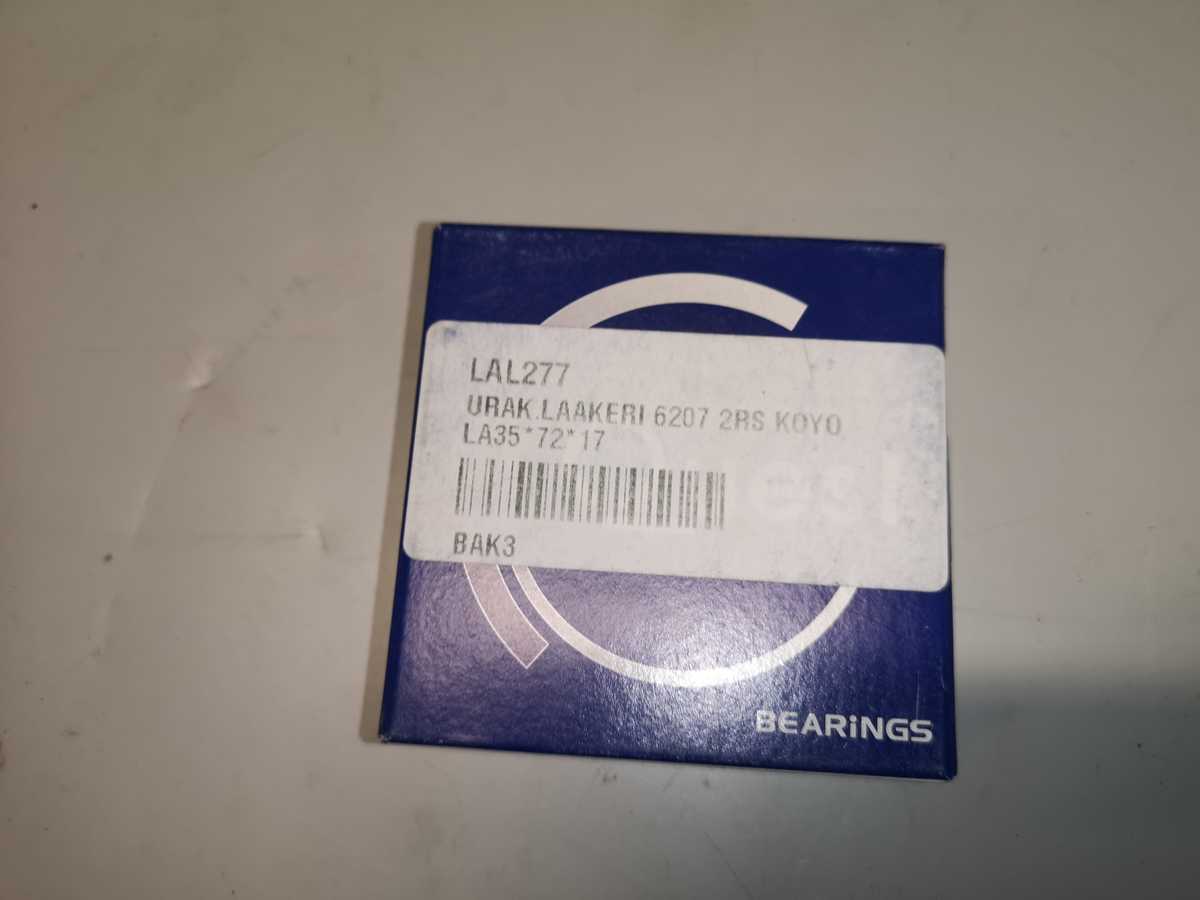 LAL277
URAK.LAAKERI 6207 2RS KOYO
LA35*72*17
BAK3
BEARiNGS